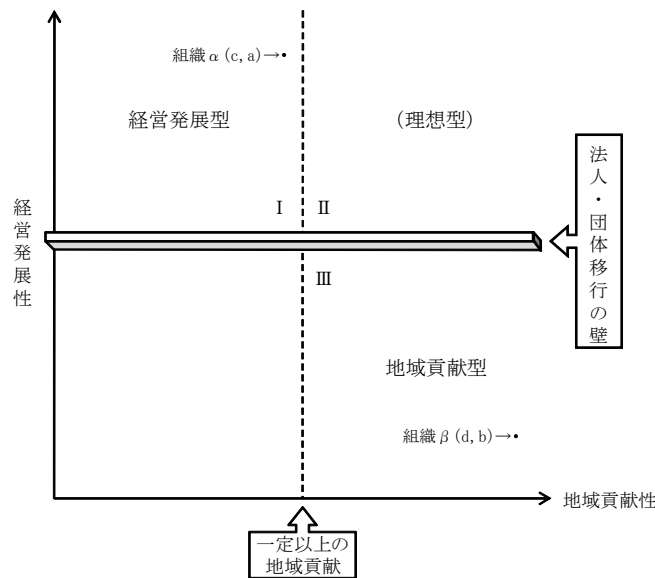 組織α(c, a)→•
経営発展型
(理想型)
Ⅰ
Ⅱ
法人・団体移行の壁
経営発展性
Ⅲ
地域貢献型
組織β(d, b)→•
地域貢献性
一定以上の
地域貢献